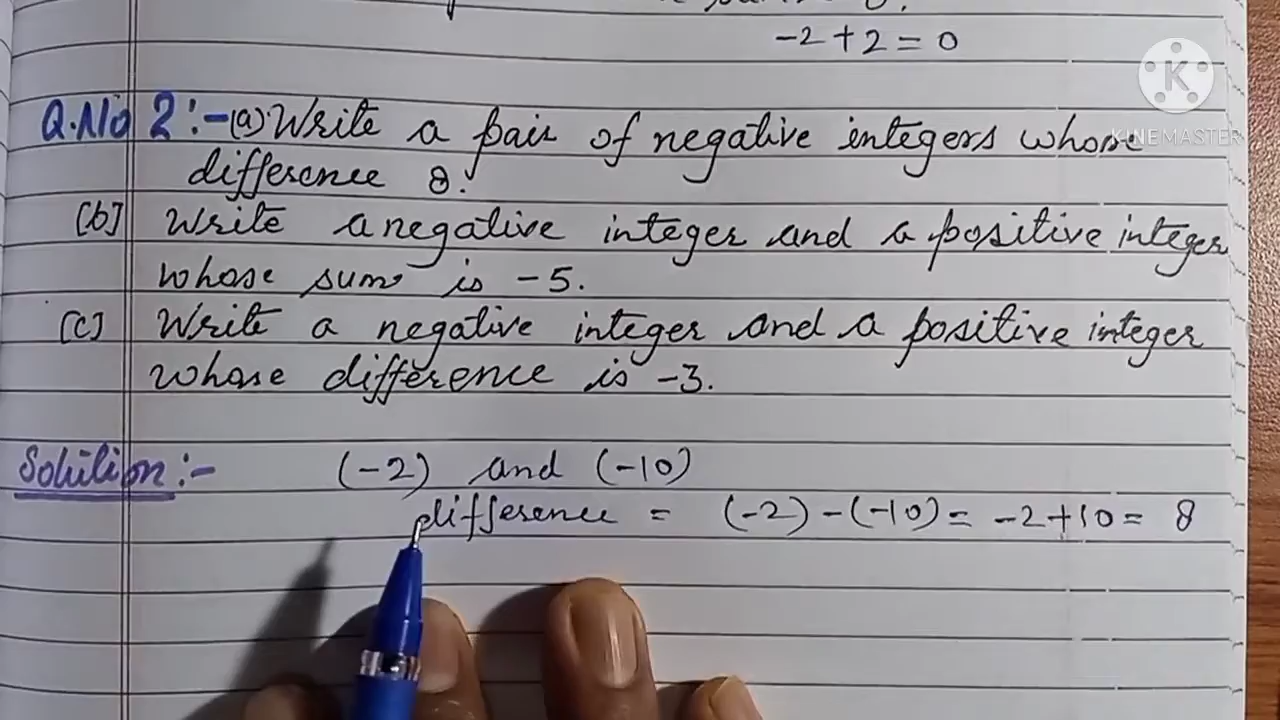 -2+2=0
K
KINEMASTER
Q.No 2:-(a) Write a pair of negative integers whose
difference 8.
(b) Write a negative integer and a positive integer
whose sum is -5.
(c) Write a negative integer and a positive integer
whose difference is -3.
Solution:- (-2) and (-10)
difference = (-2)-(-10)= -2+10= 8